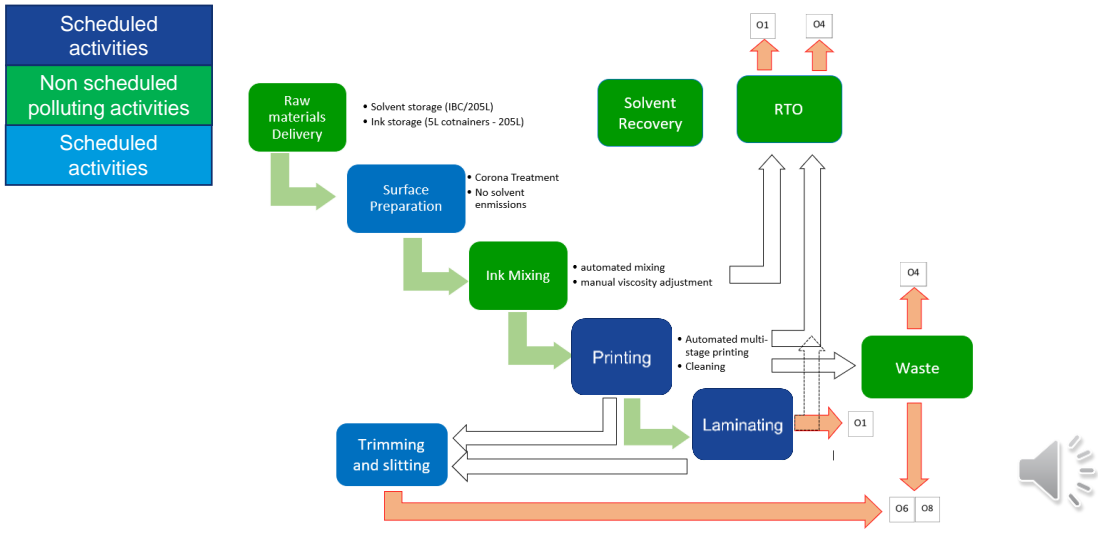 Scheduled
activities
Non scheduled
polluting activities
Scheduled
activities
Raw
materials
Delivery
• Solvent storage (IBC/205L)
• Ink storage (5L cotnainers - 205L)
Solvent
Recovery
O1
O4
RTO
Surface
Preparation
• Corona Treatment
• No solvent
enmissions
Ink Mixing
• automated mixing
• manual viscosity adjustment
O4
Printing
• Automated multi-
stage printing
• Cleaning
Waste
Laminating
O1
Trimming
and slitting
O6
O8